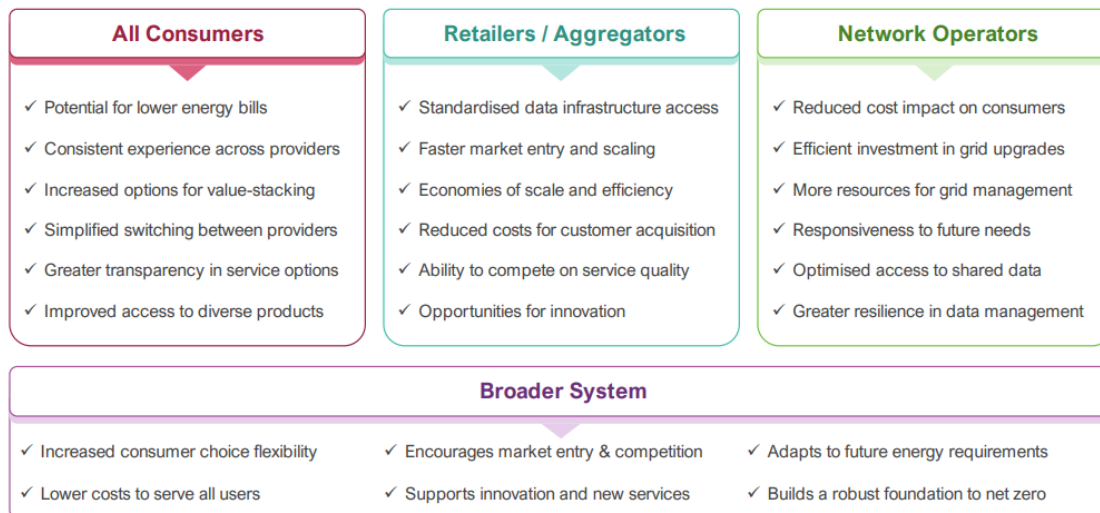 All Consumers
✓ Potential for lower energy bills
✓ Consistent experience across providers
✓ Increased options for value-stacking
✓ Simplified switching between providers
✓ Greater transparency in service options
✓ Improved access to diverse products
Retailers / Aggregators
✓ Standardised data infrastructure access
✓ Faster market entry and scaling
✓ Economies of scale and efficiency
✓ Reduced costs for customer acquisition
✓ Ability to compete on service quality
✓ Opportunities for innovation
Network Operators
✓ Reduced cost impact on consumers
✓ Efficient investment in grid upgrades
✓ More resources for grid management
✓ Responsiveness to future needs
✓ Optimised access to shared data
✓ Greater resilience in data management
Broader System
✓ Increased consumer choice flexibility
✓ Lower costs to serve all users
✓ Encourages market entry & competition
✓ Supports innovation and new services
✓ Adapts to future energy requirements
✓ Builds a robust foundation to net zero